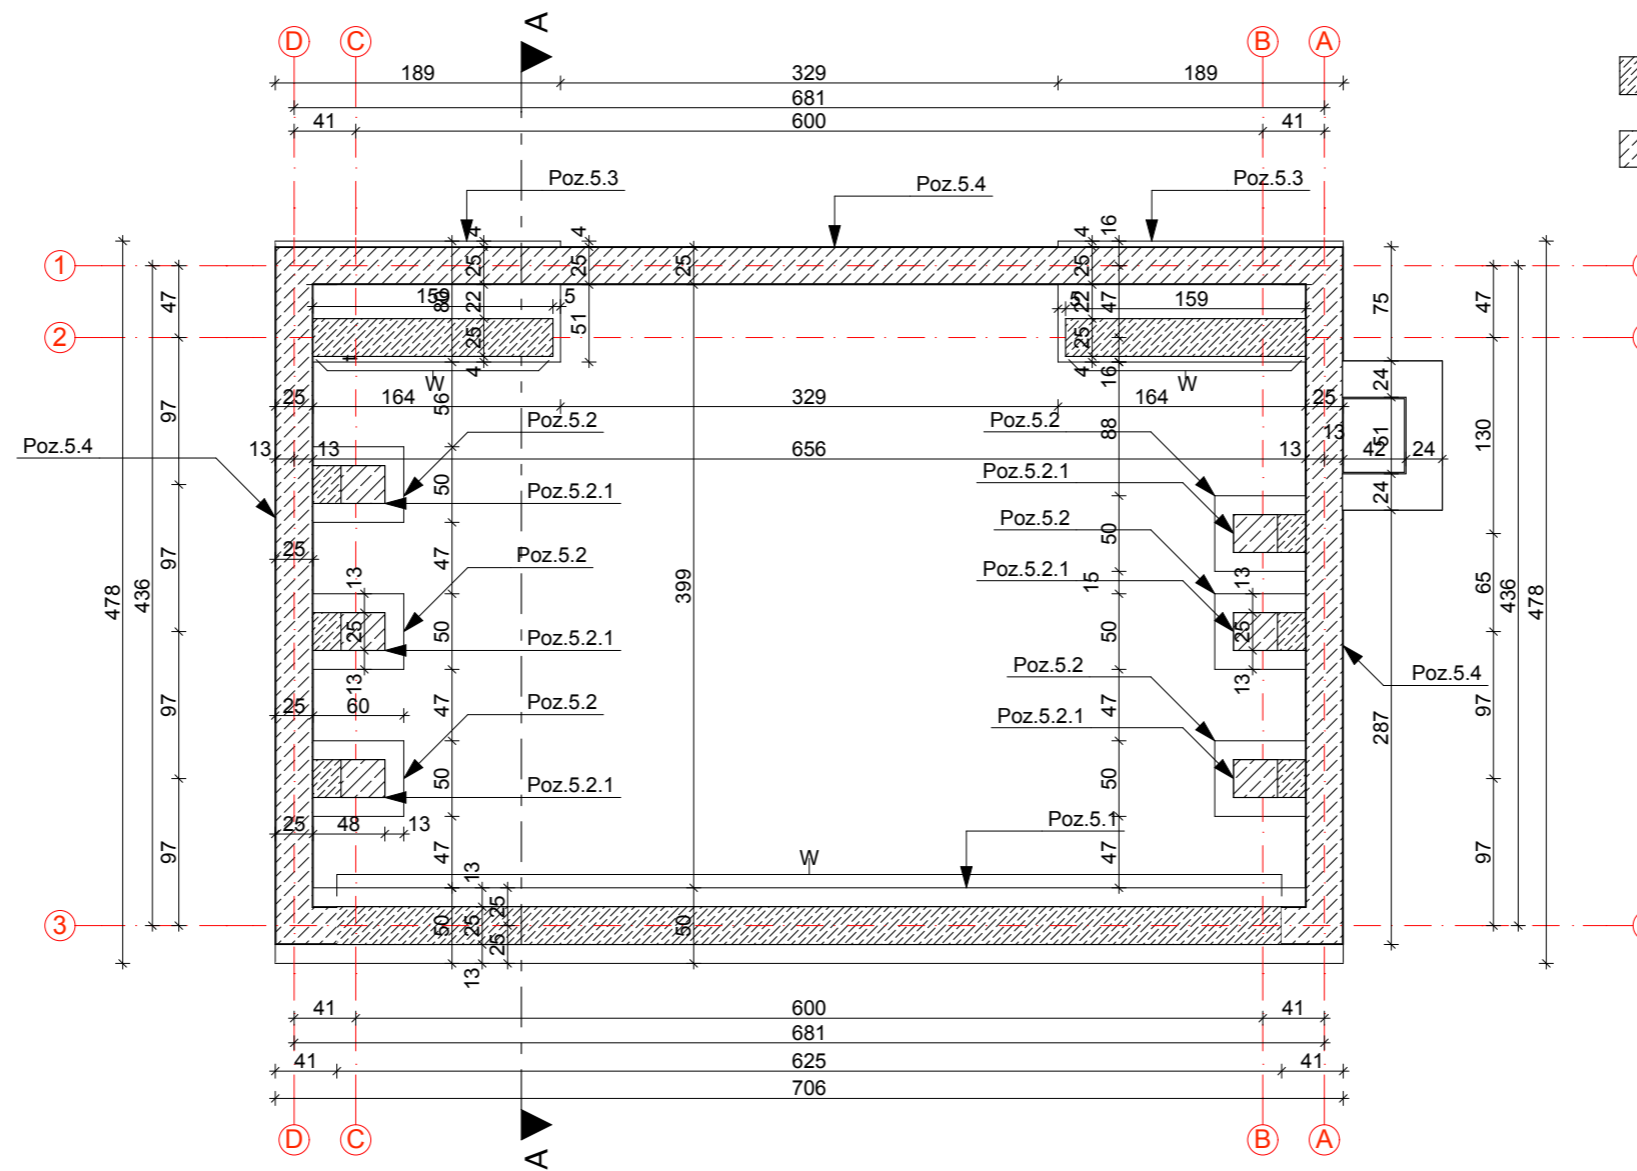 A
D C B A
189 329 189
681
41 600 41
Poz.5.3 Poz.5.4 Poz.5.3
4 4 4 16
1
25 25 25 25
47 159 80 22 5 51 5 22 47 159 75 47
2
25 4 t W 25 4 16 W
25 164 329 164 25 24
97 56 88 51 130
Poz.5.2 Poz.5.2
Poz.5.4 13 13 656 13 13 42 24
50 Poz.5.2.1 Poz.5.2.1 24
97 25 47 Poz.5.2 Poz.5.2 50
478 436 13 399 15 13 65 436 478
Poz.5.2.1
25 50 50 25
Poz.5.2.1
13 Poz.5.2 13 Poz.5.4
97 25 60 47 Poz.5.2 47 97 287
Poz.5.2.1
50 Poz.5.2.1 50
25 48 13 Poz.5.1
97 47 13 W 47 97
3
50 25 25 50
25
13
41 600 41
681
41 625 41
706
D C B A
A